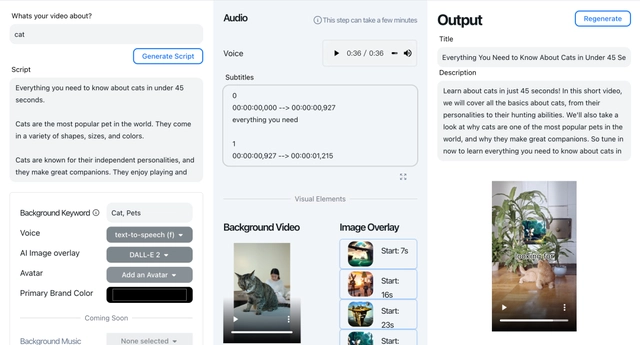 Whats your video about?
cat
Generate Script
Script
Everything you need to know about cats in under 45
seconds.
Cats are the most popular pet in the world. They come
in a variety of shapes, sizes, and colors.
Cats are known for their independent personalities, and
they make great companions. They enjoy playing and
Background Keyword
Cat, Pets
Voice
text-to-speech (f)
AI Image overlay
DALL-E 2
Avatar
Add an Avatar
Primary Brand Color
Coming Soon
Background Music
None selected
Audio
This step can take a few minutes
Voice
0:36 / 0:36
Subtitles
0
00:00:00,000 --> 00:00:00,927
everything you need
1
00:00:00,927 --> 00:00:01,215
Visual Elements
Background Video
Image Overlay
Start: 7s
Start:
16s
Start:
23s
Start:
Output
Regenerate
Title
Everything You Need to Know About Cats in Under 45 Se
Description
Learn about cats in just 45 seconds! In this short video,
we will cover all the basics about cats, from their
personalities to their hunting abilities. We'll also take a
look at why cats are one of the most popular pets in the
world, and why they make great companions. So tune in
now to learn everything you need to know about cats in